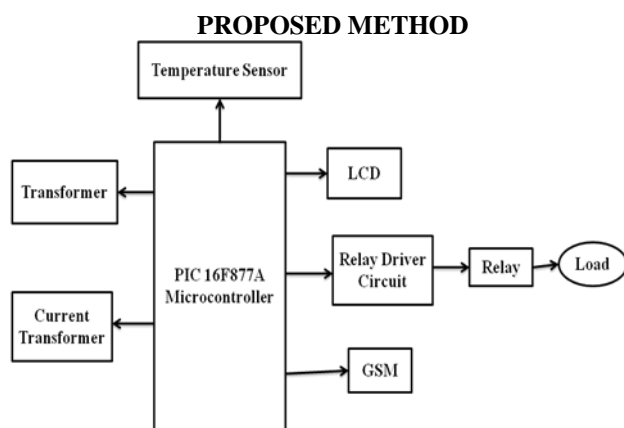 PROPOSED METHOD
Temperature Sensor
Transformer
LCD
PIC 16F877A
Microcontroller
Relay Driver
Circuit
Relay
Load
Current
Transformer
GSM